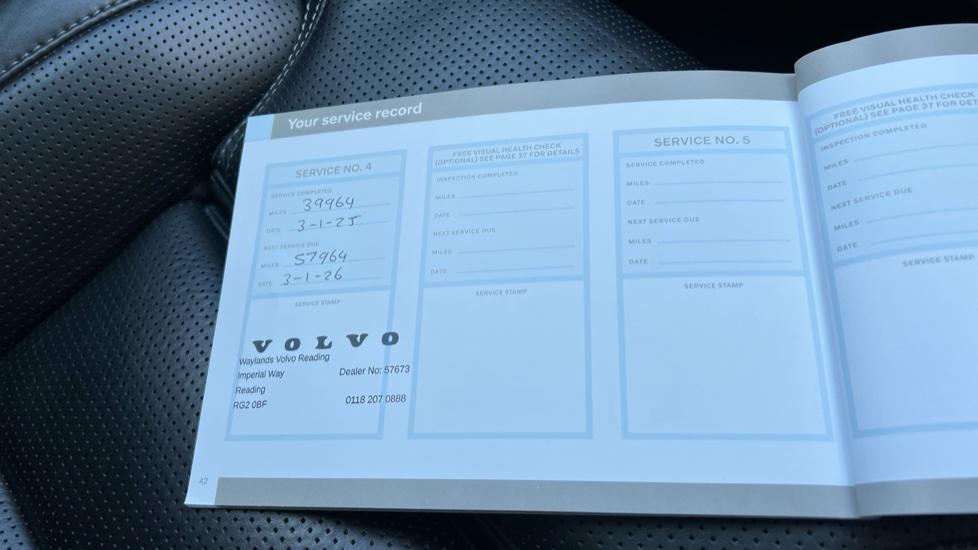 Your service record
SERVICE NO. 4
SERVICE COMPLETED
MILES 39964
DATE 3-1-25
NEXT SERVICE DUE
MILES 57964
DATE 3-1-26
SERVICE STAMP
VOLVO
Waylands Volvo Reading
Imperial Way Dealer No: 57673
Reading
RG2 0BF 0118 207 0888
FREE VISUAL HEALTH CHECK
(OPTIONAL) SEE PAGE 37 FOR DETAILS
INSPECTION COMPLETED
MILES
DATE
NEXT SERVICE DUE
MILES
DATE
SERVICE STAMP
SERVICE NO. 5
SERVICE COMPLETED
MILES
DATE
NEXT SERVICE DUE
MILES
DATE
SERVICE STAMP
FREE VISUAL HEALTH CHECK
(OPTIONAL) SEE PAGE 37 FOR DET
INSPECTION COMPLETED
MILES
DATE
NEXT SERVICE DUE
MILES
DATE
SERVICE STAMP
42